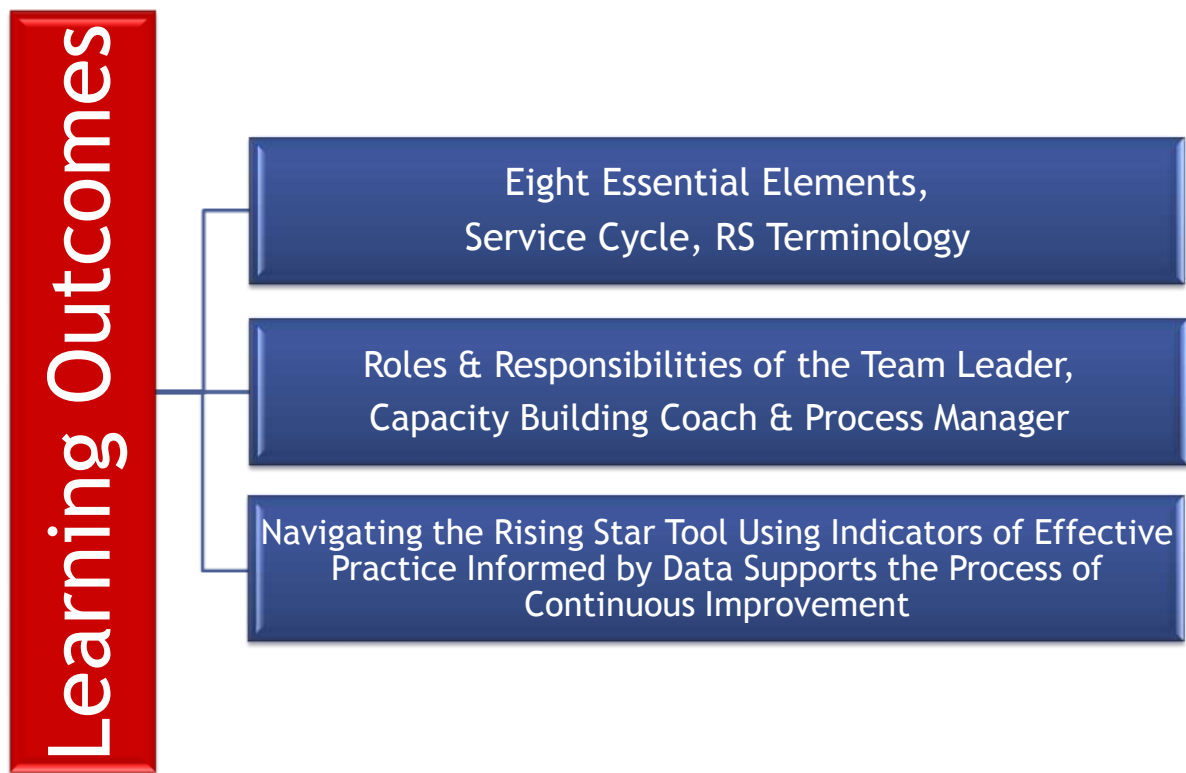 Learning Outcomes
Eight Essential Elements,
Service Cycle, RS Terminology
Roles & Responsibilities of the Team Leader,
Capacity Building Coach & Process Manager
Navigating the Rising Star Tool Using Indicators of Effective
Practice Informed by Data Supports the Process of
Continuous Improvement